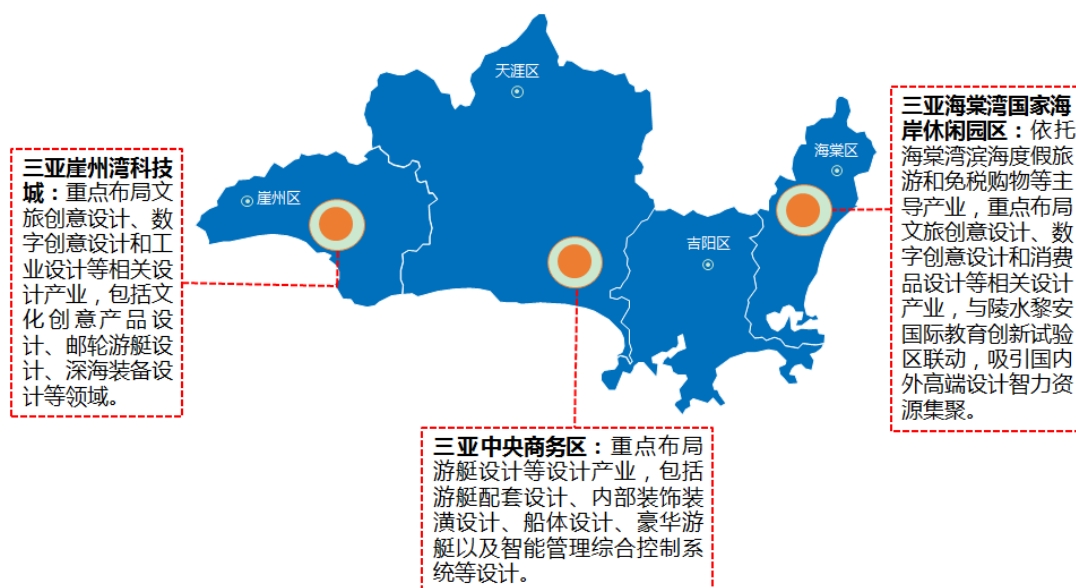 天涯区
海棠区
崖州区
吉阳区
三亚崖州湾科技
城：重点布局文
旅创意设计、数
字创意设计和工
业设计等相关设
计产业，包括文
化创意产品设
计、邮轮游艇设
计、深海装备设
计等领域。
三亚中央商务区：重点布局
游艇设计等设计产业，包括
游艇配套设计、内部装饰装
潢设计、船体设计、豪华游
艇以及智能管理综合控制系
统等设计。
三亚海棠湾国家海
岸休闲园区：依托
海棠湾滨海度假旅
游和免税购物等主
导产业，重点布局
文旅创意设计、数
字创意设计和消费
品设计等相关设计
产业，与陵水黎安
国际教育创新试验
区联动，吸引国内
外高端设计智力资
源集聚。